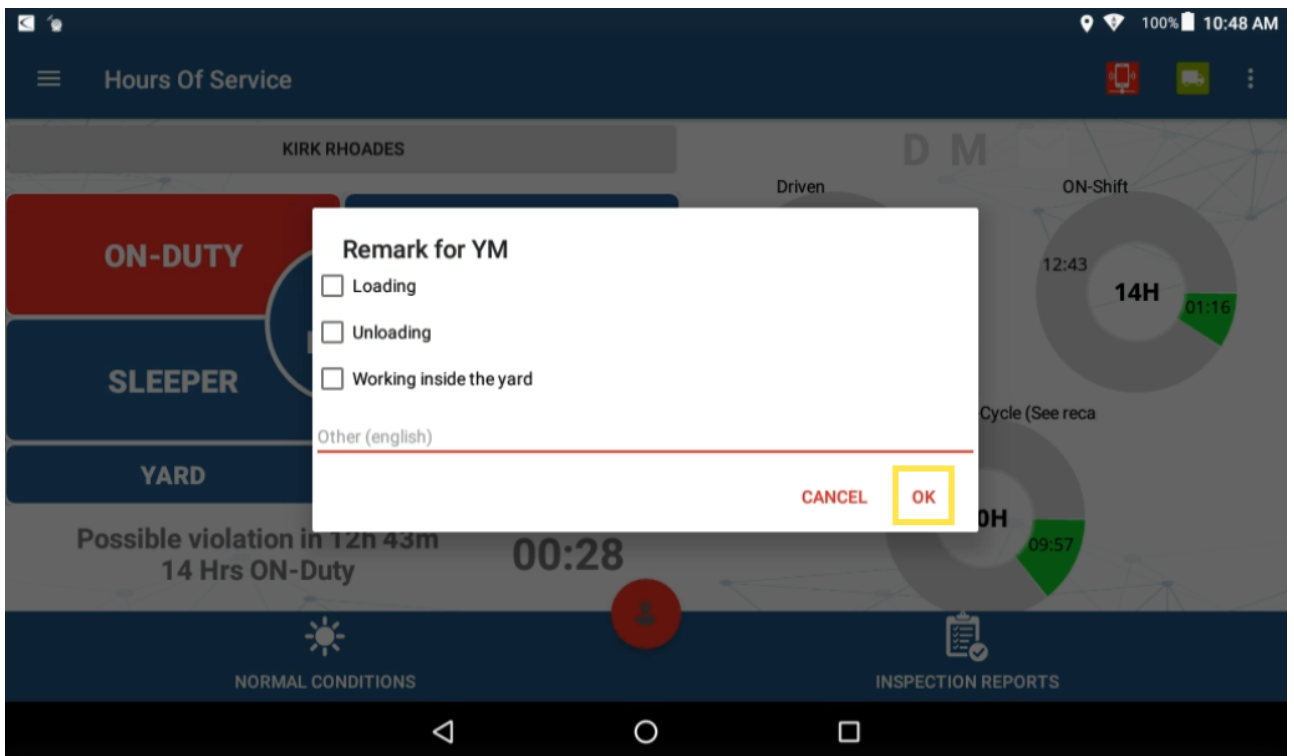 100% 10:48 AM
Hours Of Service
KIRK RHOADES
D M
Driven
ON-Shift
ON-DUTY
12:43
14H
01:16
Remark for YM
Loading
Unloading
Working inside the yard
Other (english)
CANCEL OK
SLEEPER
Cycle (See reca
YARD
0H
09:57
Possible violation in 12h 43m
14 Hrs ON-Duty
00:28
NORMAL CONDITIONS
INSPECTION REPORTS